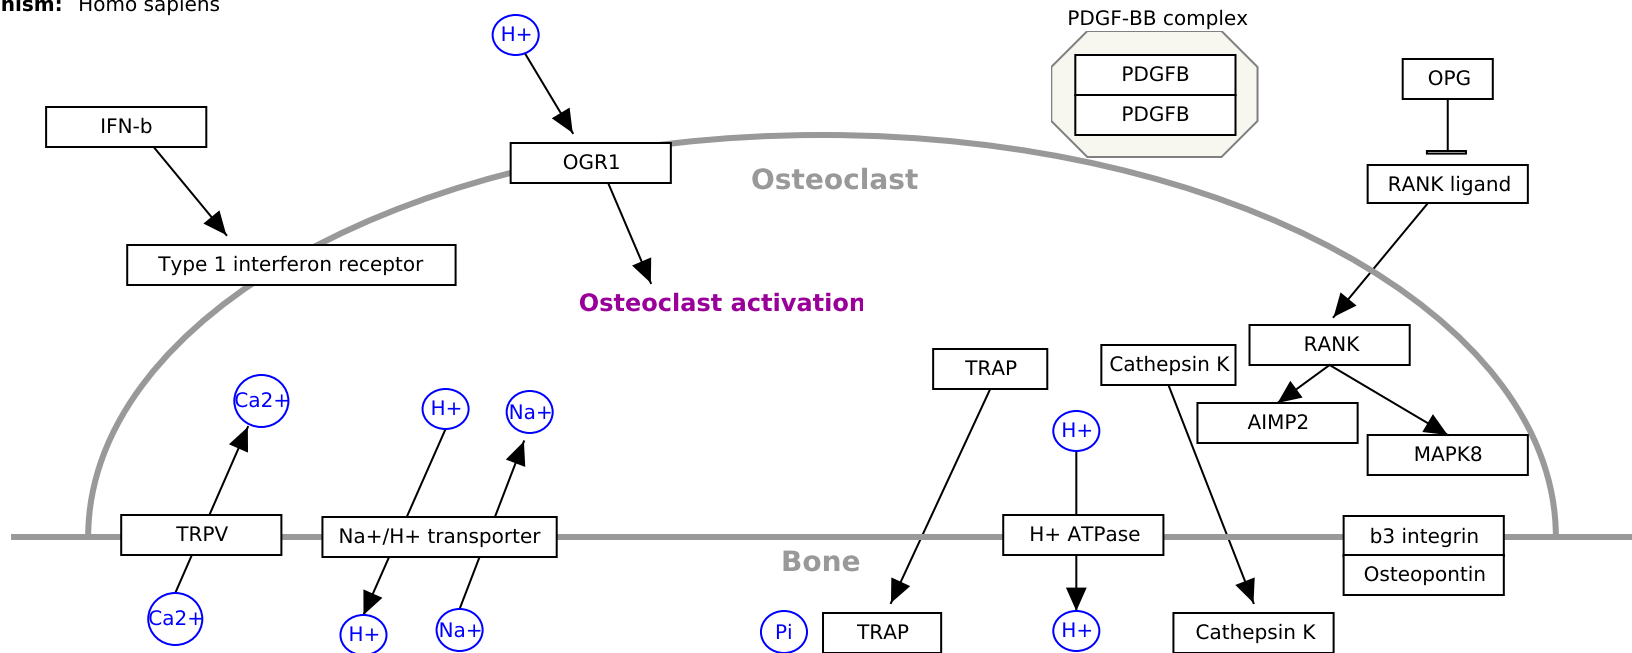 nism: Homo sapiens
PDGF-BB complex
H+
PDGFB
OPG
PDGFB
IFN-b
OGR1
Osteoclast
RANK ligand
Type 1 interferon receptor
Osteoclast activation
RANK
TRAP
Cathepsin K
Ca2+
H+
Na+
AIMP2
H+
MAPK8
TRPV
Na+/H+ transporter
H+ ATPase
b3 integrin
Bone
Osteopontin
Ca2+
H+
Na+
Pi
TRAP
H+
Cathepsin K